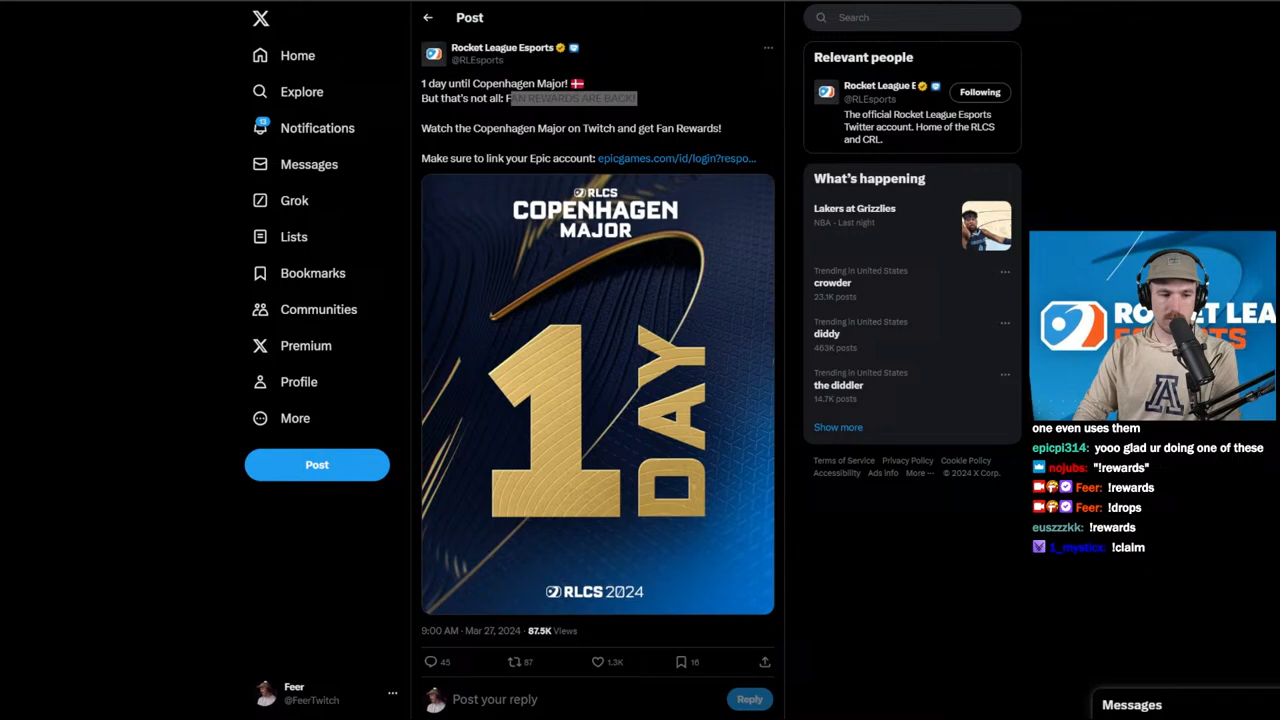 Home
Explore
13
Notifications
Messages
Grok
Lists
Bookmarks
Communities
Premium
Profile
More
Post
Feer
@FeerTwitch
Post
Rocket League Esports
@RLEsports
1 day until Copenhagen Major!
But that's not all: FAN REWARDS ARE BACK!
Watch the Copenhagen Major on Twitch and get Fan Rewards!
Make sure to link your Epic account: epicgames.com/id/login?respo...
RLCS
COPENHAGEN
MAJOR
1
DAY
RLCS 2024
9:00 AM · Mar 27, 2024 · 87.5K Views
45
87
1.3K
16
Post your reply
Reply
Search
Relevant people
Rocket League E
@RLEsports
Following
The official Rocket League Esports
Twitter account. Home of the RLCS
and CRL.
What's happening
Lakers at Grizzlies
NBA · Last night
Trending in United States
crowder
23.1K posts
Trending in United States
diddy
463K posts
Trending in United States
the diddler
14.7K posts
Show more
Terms of Service Privacy Policy Cookie Policy
Accessibility Ads info More ··· © 2024 X Corp.
A
one even uses them
epicpi314: yooo glad ur doing one of these
nojubs: "!rewards"
Feer: !rewards
Feer: !drops
euszzzkk: !rewards
1_mysticx: !claim
Messages